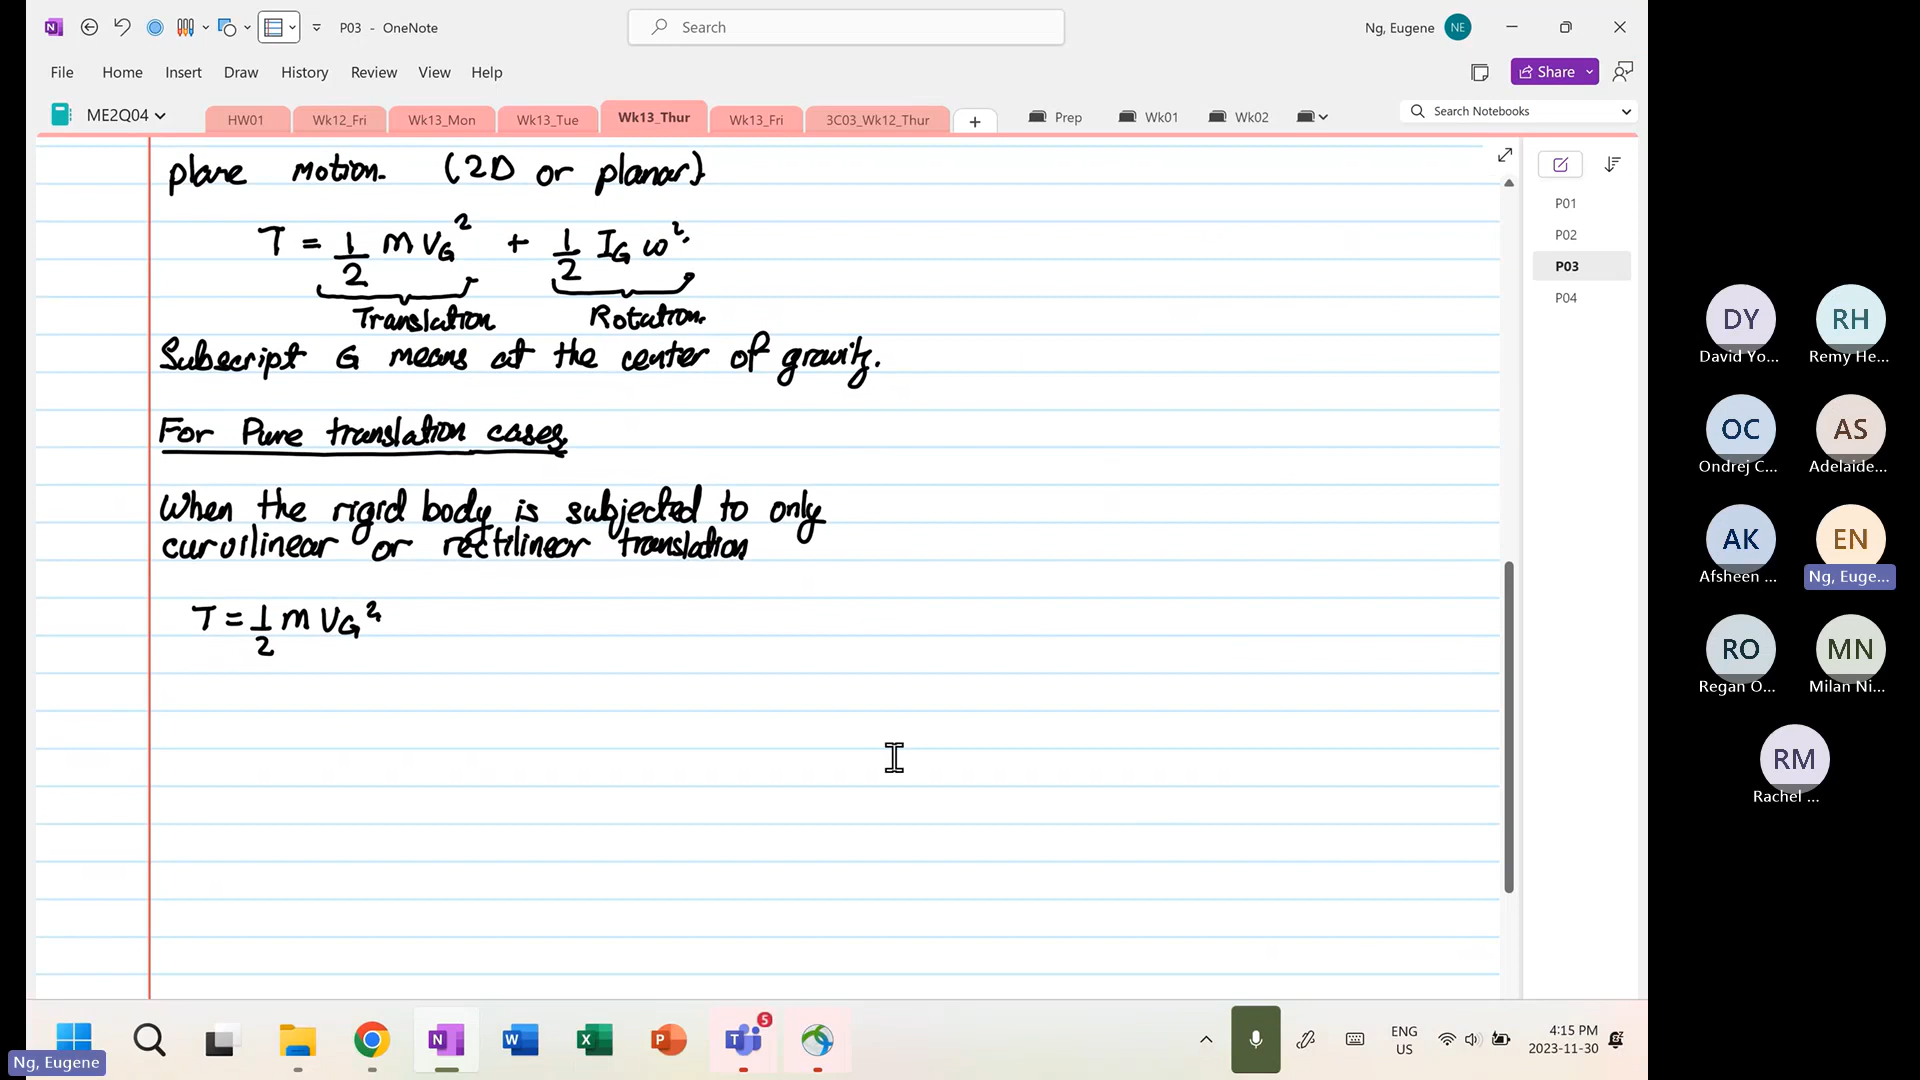 P03 - OneNote
Search
Ng, Eugene
NE
File Home Insert Draw History Review View Help
Share
ME2Q04
HW01
Wk12_Fri
Wk13_Mon
Wk13_Tue
Wk13_Thur
Wk13_Fri
3C03_Wk12_Thur
+
Prep
Wk01
Wk02
Search Notebooks
P01
P02
P03
P04
plane motion. (2D or planar)
T = 1/2 m VG² + 1/2 IG ω².
Translation Rotation.
Subscript G means at the center of gravity.
For Pure translation cases
When the rigid body is subjected to only
curvilinear or rectilinear translation
T = 1/2 m VG²
DY
David Yo...
RH
Remy He...
OC
Ondrej C...
AS
Adelaide...
AK
Afsheen ...
EN
Ng, Euge...
RO
Regan O...
MN
Milan Ni...
RM
Rachel ...
5
ENG
US
4:15 PM
2023-11-30
Ng, Eugene